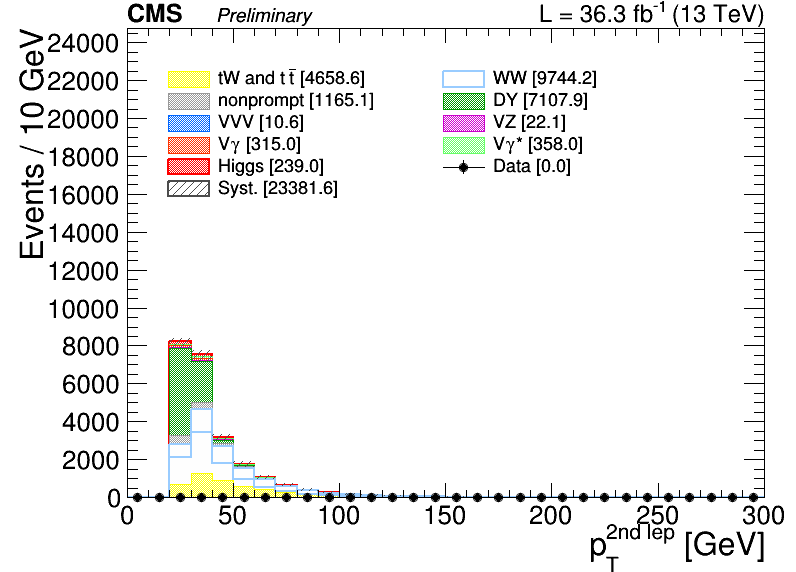 CMS Preliminary L = 36.3 fb⁻¹ (13 TeV)
Events / 10 GeV
24000
22000
20000
18000
16000
14000
12000
10000
8000
6000
4000
2000
0
tW and tt̄ [4658.6] WW [9744.2]
nonprompt [1165.1] DY [7107.9]
VVV [10.6] VZ [22.1]
Vγ [315.0] Vγ* [358.0]
Higgs [239.0] Data [0.0]
Syst. [23381.6]
0 50 100 150 200 250 300
p_T^{2nd lep} [GeV]